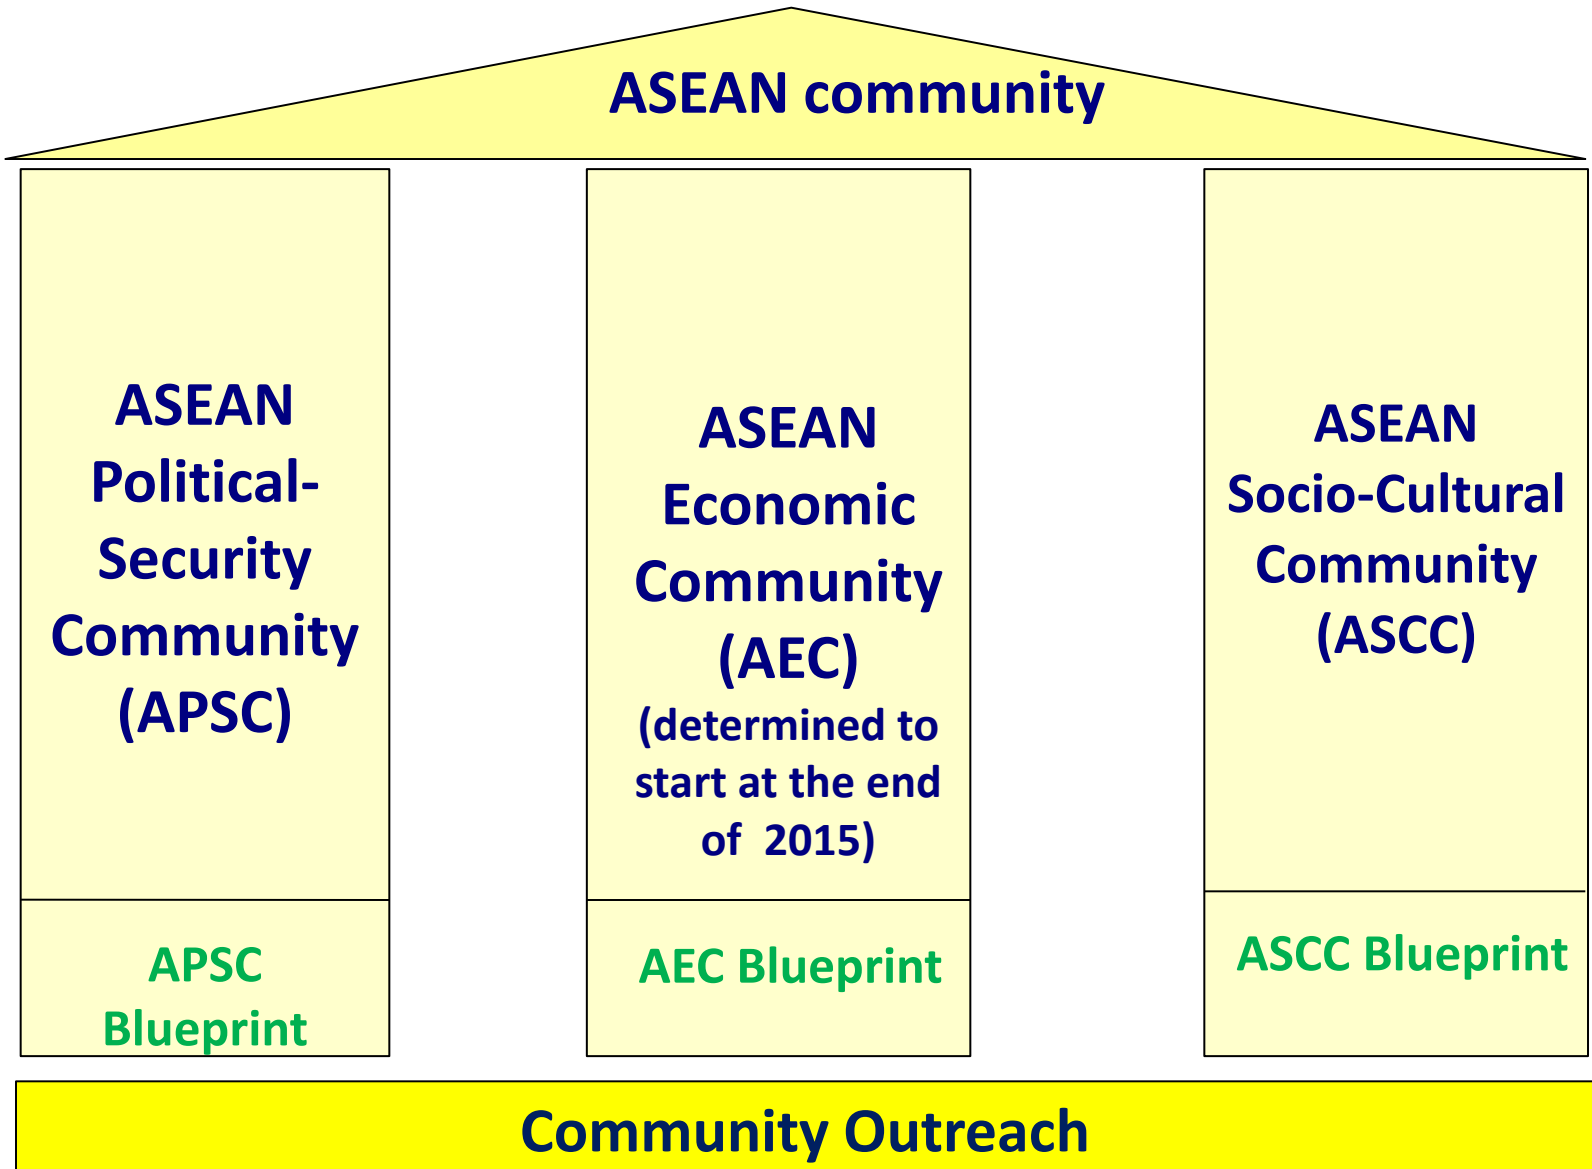 ASEAN community
ASEAN
Political-
Security
Community
(APSC)
APSC
Blueprint
ASEAN
Economic
Community
(AEC)
(determined to
start at the end
of 2015)
AEC Blueprint
ASEAN
Socio-Cultural
Community
(ASCC)
ASCC Blueprint
Community Outreach